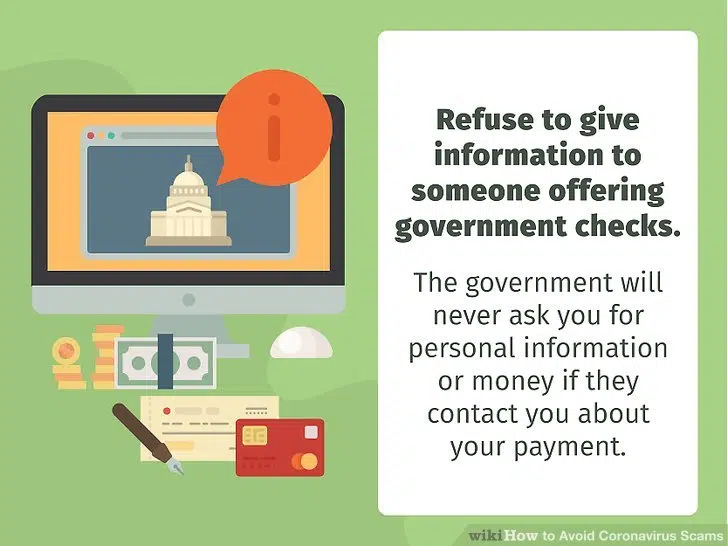 Refuse to give
information to
someone offering
government checks.
The government will
never ask you for
personal information
or money if they
contact you about
your payment.
i
wikiHow to Avoid Coronavirus Scams